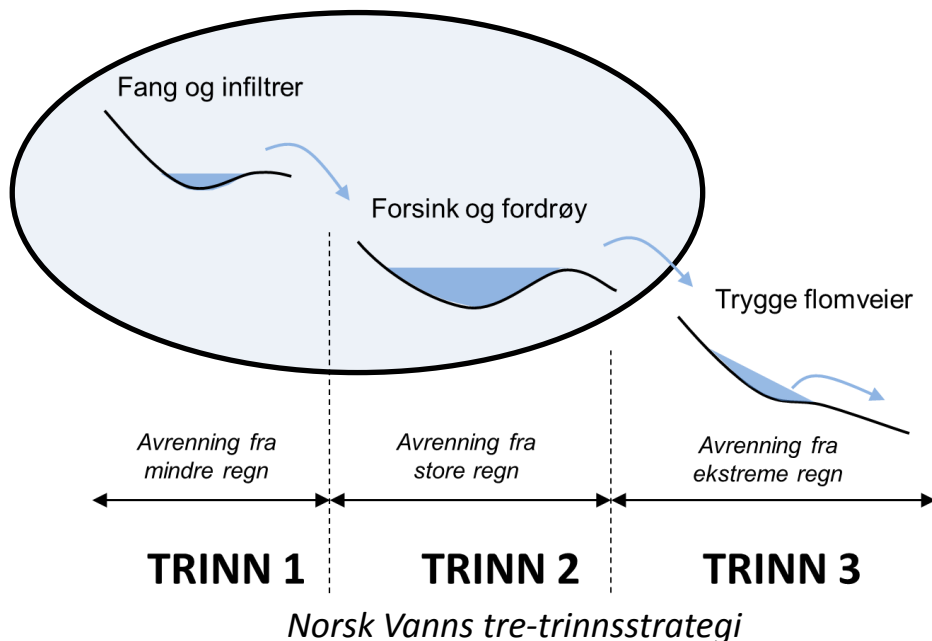 Fang og infiltrer
Forsink og fordrøy
Trygge flomveier
Avrenning fra
mindre regn
Avrenning fra
store regn
Avrenning fra
ekstreme regn
TRINN 1
TRINN 2
TRINN 3
Norsk Vanns tre-trinnsstrategi